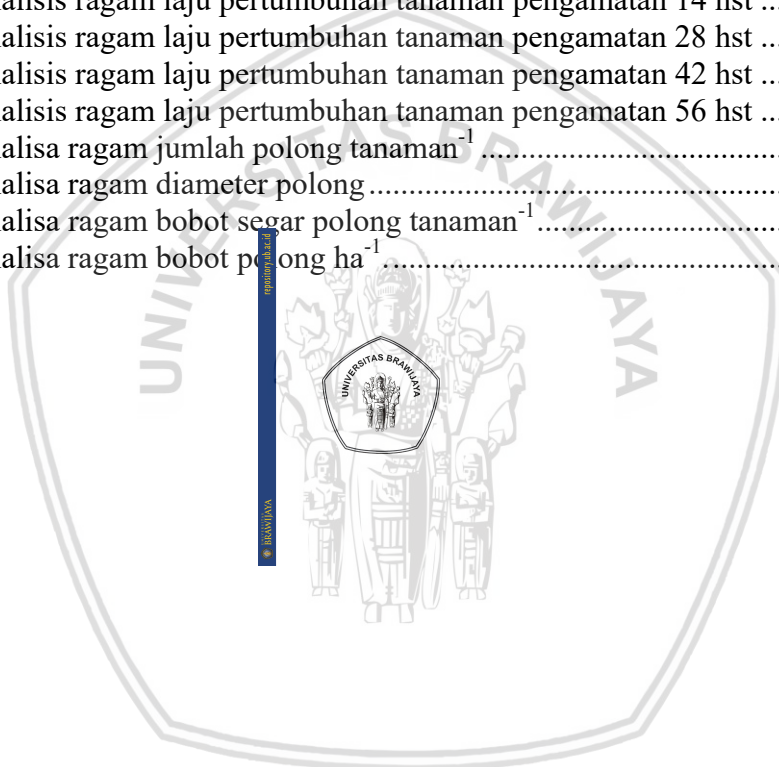 alisis ragam laju pertumbuhan tanaman pengamatan 14 hst ...
alisis ragam laju pertumbuhan tanaman pengamatan 28 hst ...
alisis ragam laju pertumbuhan tanaman pengamatan 42 hst ...
alisis ragam laju pertumbuhan tanaman pengamatan 56 hst ...
alisa ragam jumlah polong tanaman⁻¹ ........................................
alisa ragam diameter polong ......................................................
alisa ragam bobot segar polong tanaman⁻¹ ................................
alisa ragam bobot polong ha⁻¹ ....................................................
UNIVERSITAS BRAWIJAYA
repository.ub.ac.id
UNIVERSITAS BRAWIJAYA
BRAWIJAYA